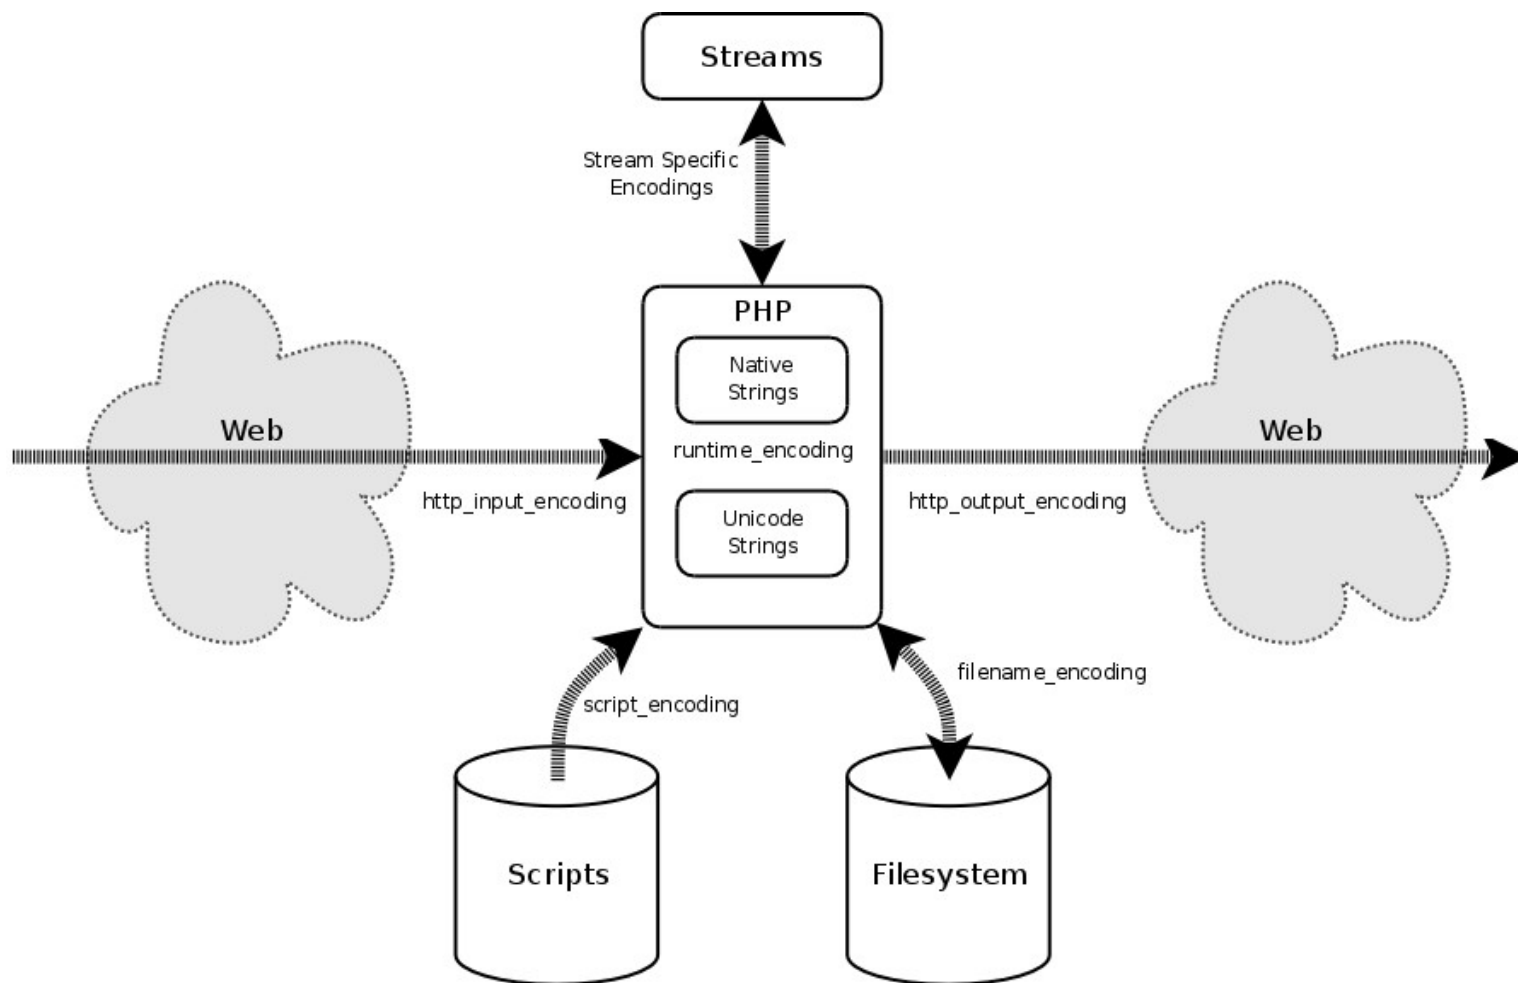 Streams
Stream Specific
Encodings
PHP
Native
Strings
Web
Web
runtime_encoding
http_input_encoding
http_output_encoding
Unicode
Strings
filename_encoding
script_encoding
Scripts
Filesystem